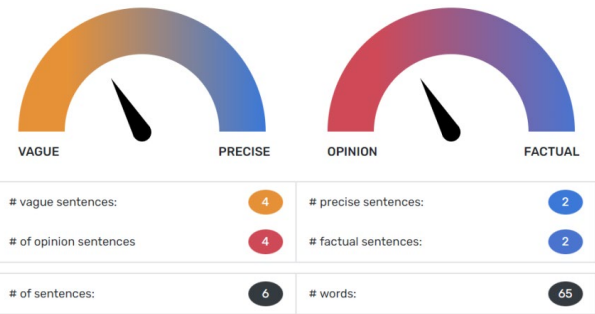 VAGUE PRECISE OPINION FACTUAL
# vague sentences: 4 # precise sentences: 2
# of opinion sentences 4 # factual sentences: 2
# of sentences: 6 # words: 65